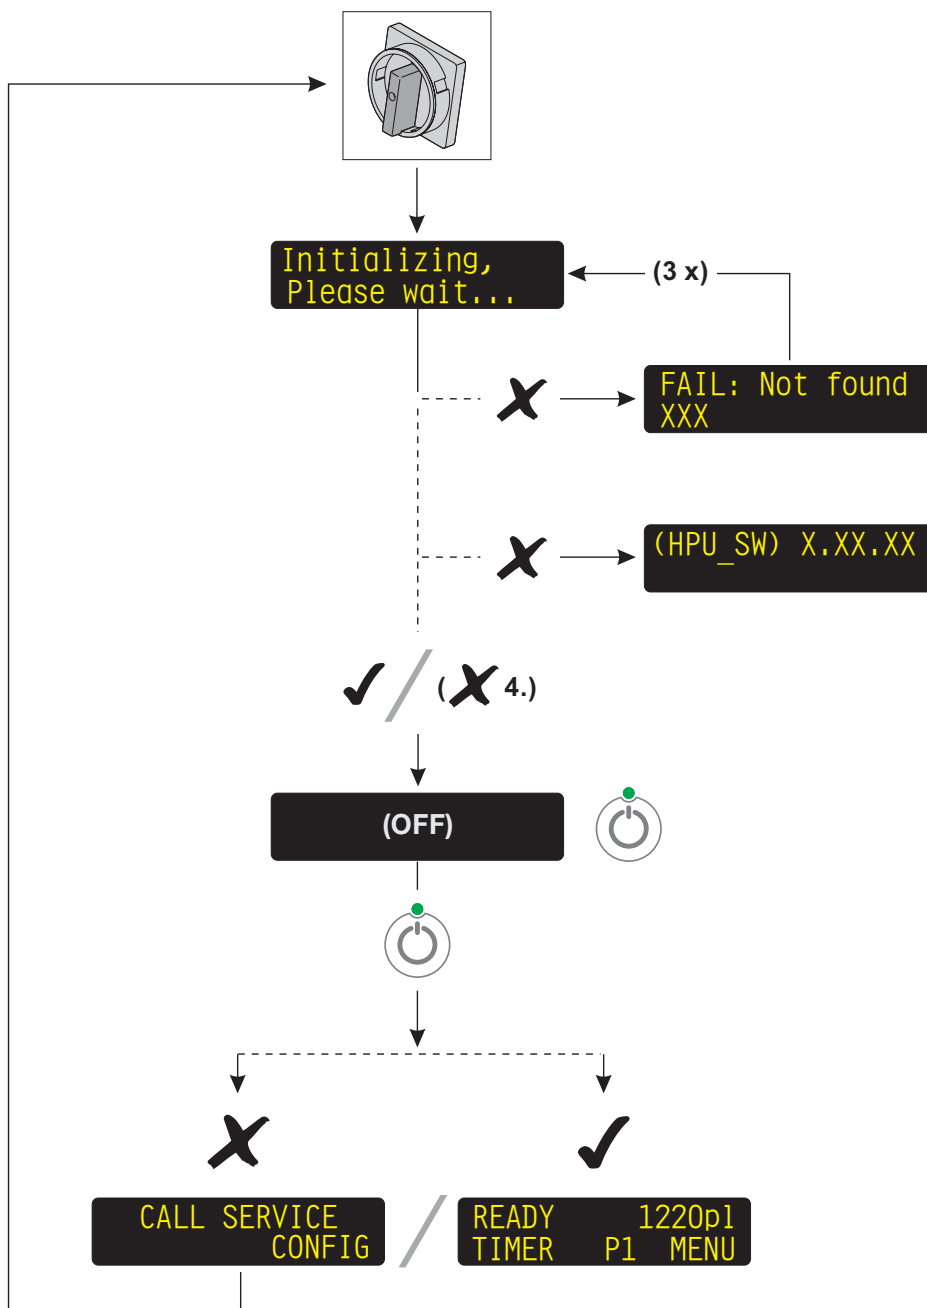 Initializing,
Please wait...
(3 x)
FAIL: Not found
XXX
(HPU_SW) X.XX.XX
( 4.)
(OFF)
CALL SERVICE
CONFIG
READY 1220pl
TIMER P1 MENU